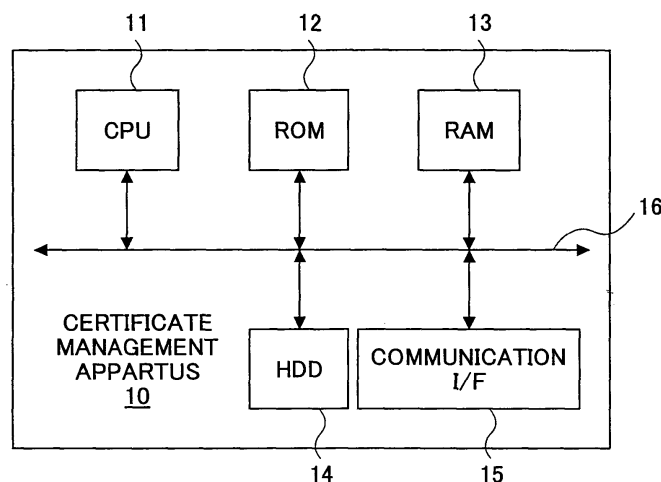 11
12
13
CPU
ROM
RAM
16
CERTIFICATE
MANAGEMENT
APPARTUS
10
HDD
COMMUNICATION
I/F
14
15